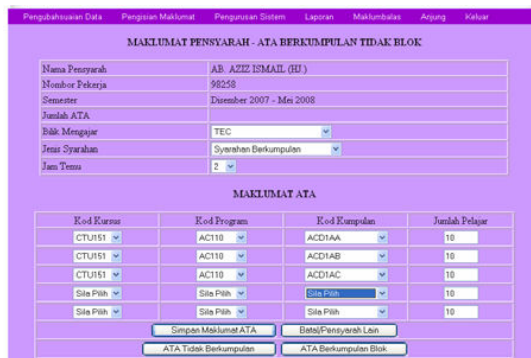 Pengubahsuaian Data Pengisian Maklumat Pengurusan Sistem Laporan Maklumbalas Anjung Keluar
MAKLUMAT PENSYARAH - ATA BERKUMPULAN TIDAK BLOK
Nama Pensyarah AB. AZIZ ISMAIL (HJ.)
Nombor Pekerja 98258
Semester Disember 2007 - Mei 2008
Jumlah ATA
Bilik Mengajar TEC
Jenis Syarahan Syarahan Berkumpulan
Jam Temu 2
MAKLUMAT ATA
Kod Kursus Kod Program Kod Kumpulan Jumlah Pelajar
CTU151 AC110 ACD1AA 10
CTU151 AC110 ACD1AB 10
CTU151 AC110 ACD1AC 10
Sila Pilih Sila Pilih Sila Pilih 10
Sila Pilih Sila Pilih Sila Pilih 10
Simpan Maklumat ATA Batal/Pensyarah Lain
ATA Tidak Berkumpulan ATA Berkumpulan Blok